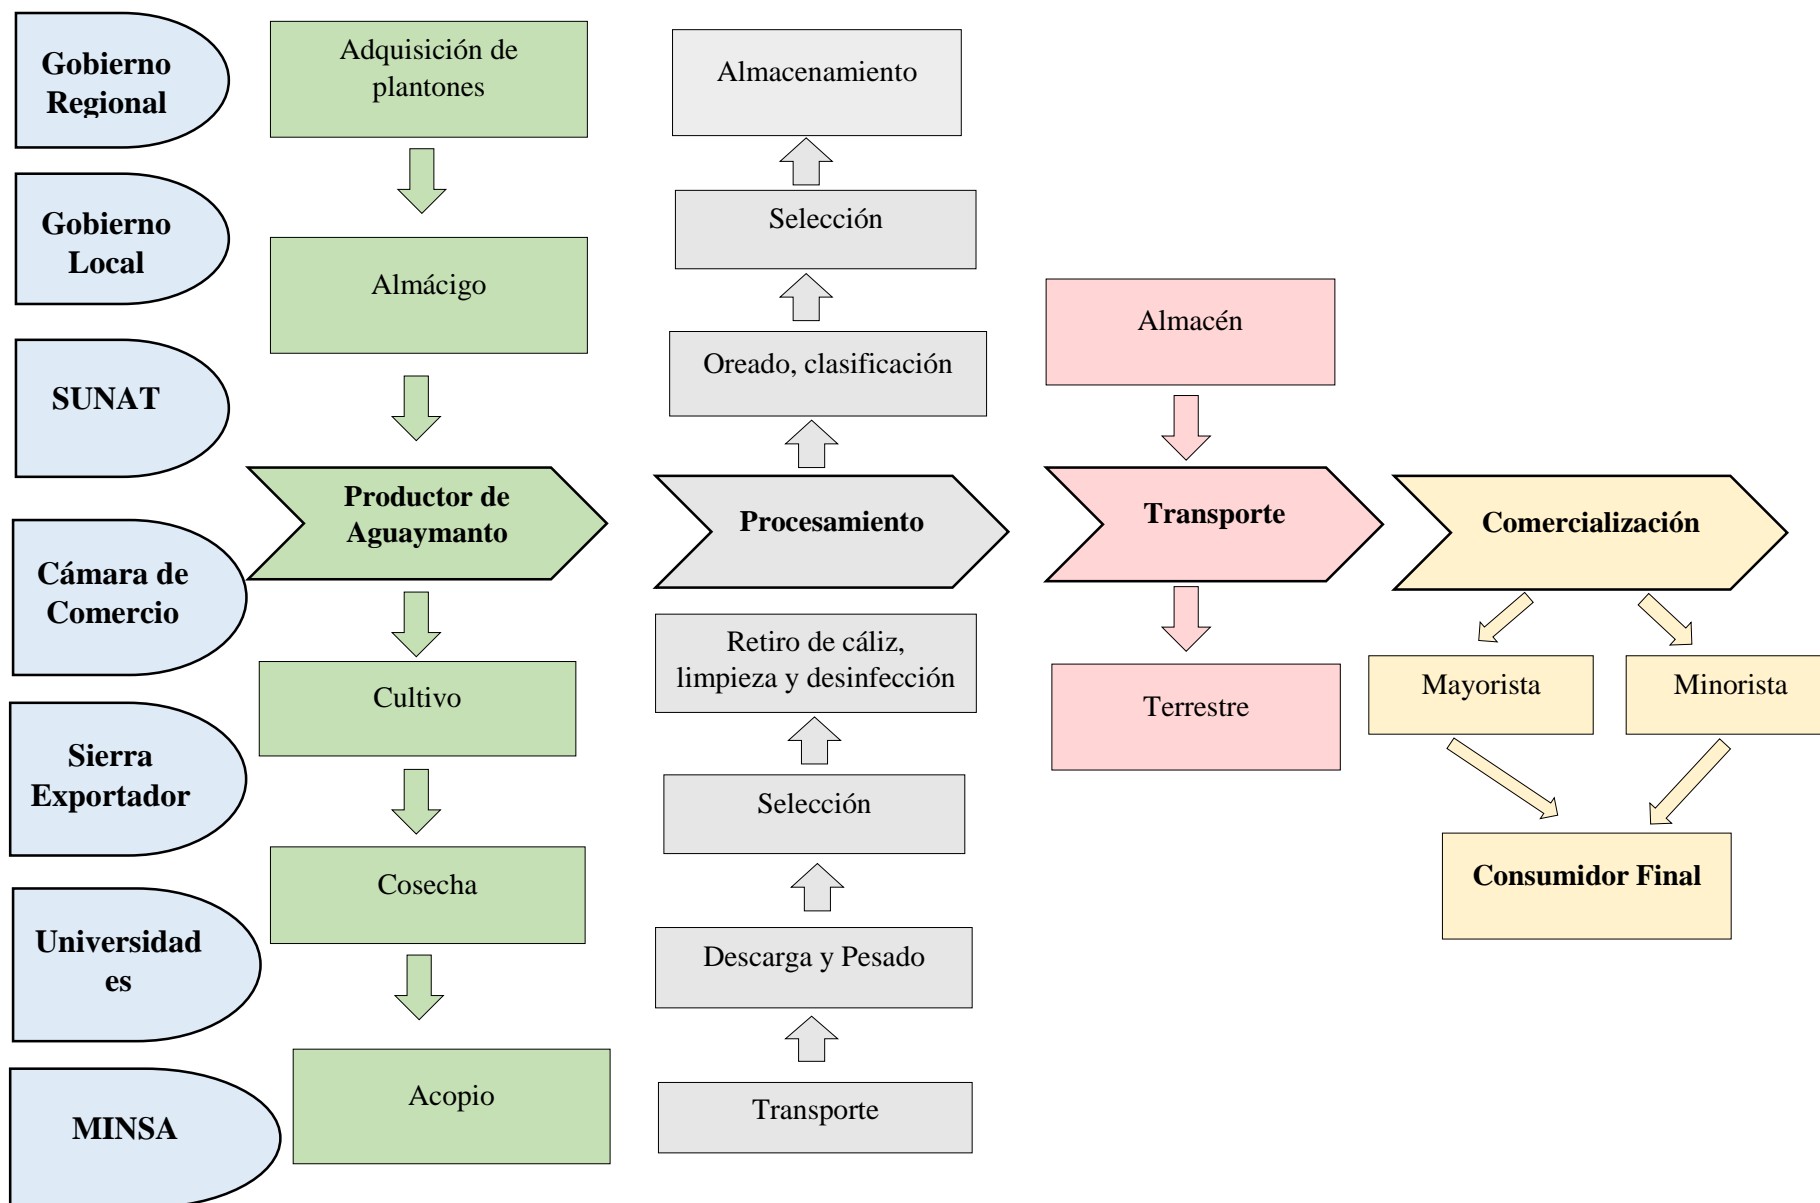 Gobierno
Regional
Gobierno
Local
SUNAT
Cámara de
Comercio
Sierra
Exportador
Universidad
es
MINSA
Adquisición de
plantones
Almácigo
Productor de
Aguaymanto
Cultivo
Cosecha
Acopio
Almacenamiento
Selección
Oreado, clasificación
Procesamiento
Retiro de cáliz,
limpieza y desinfección
Selección
Descarga y Pesado
Transporte
Almacén
Transporte
Terrestre
Comercialización
Mayorista
Minorista
Consumidor Final